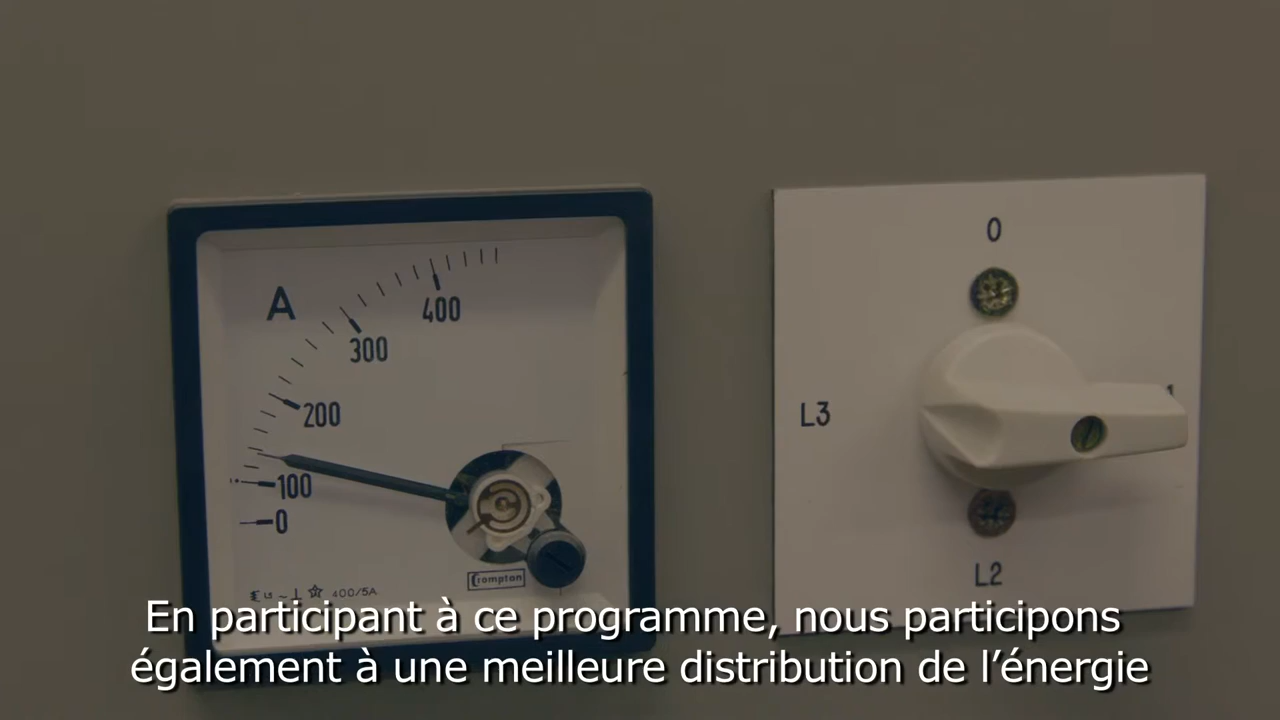 A
400
300
200
100
0
Crompton
400/5A
0
L3
L2
En participant à ce programme, nous participons
également à une meilleure distribution de l’énergie